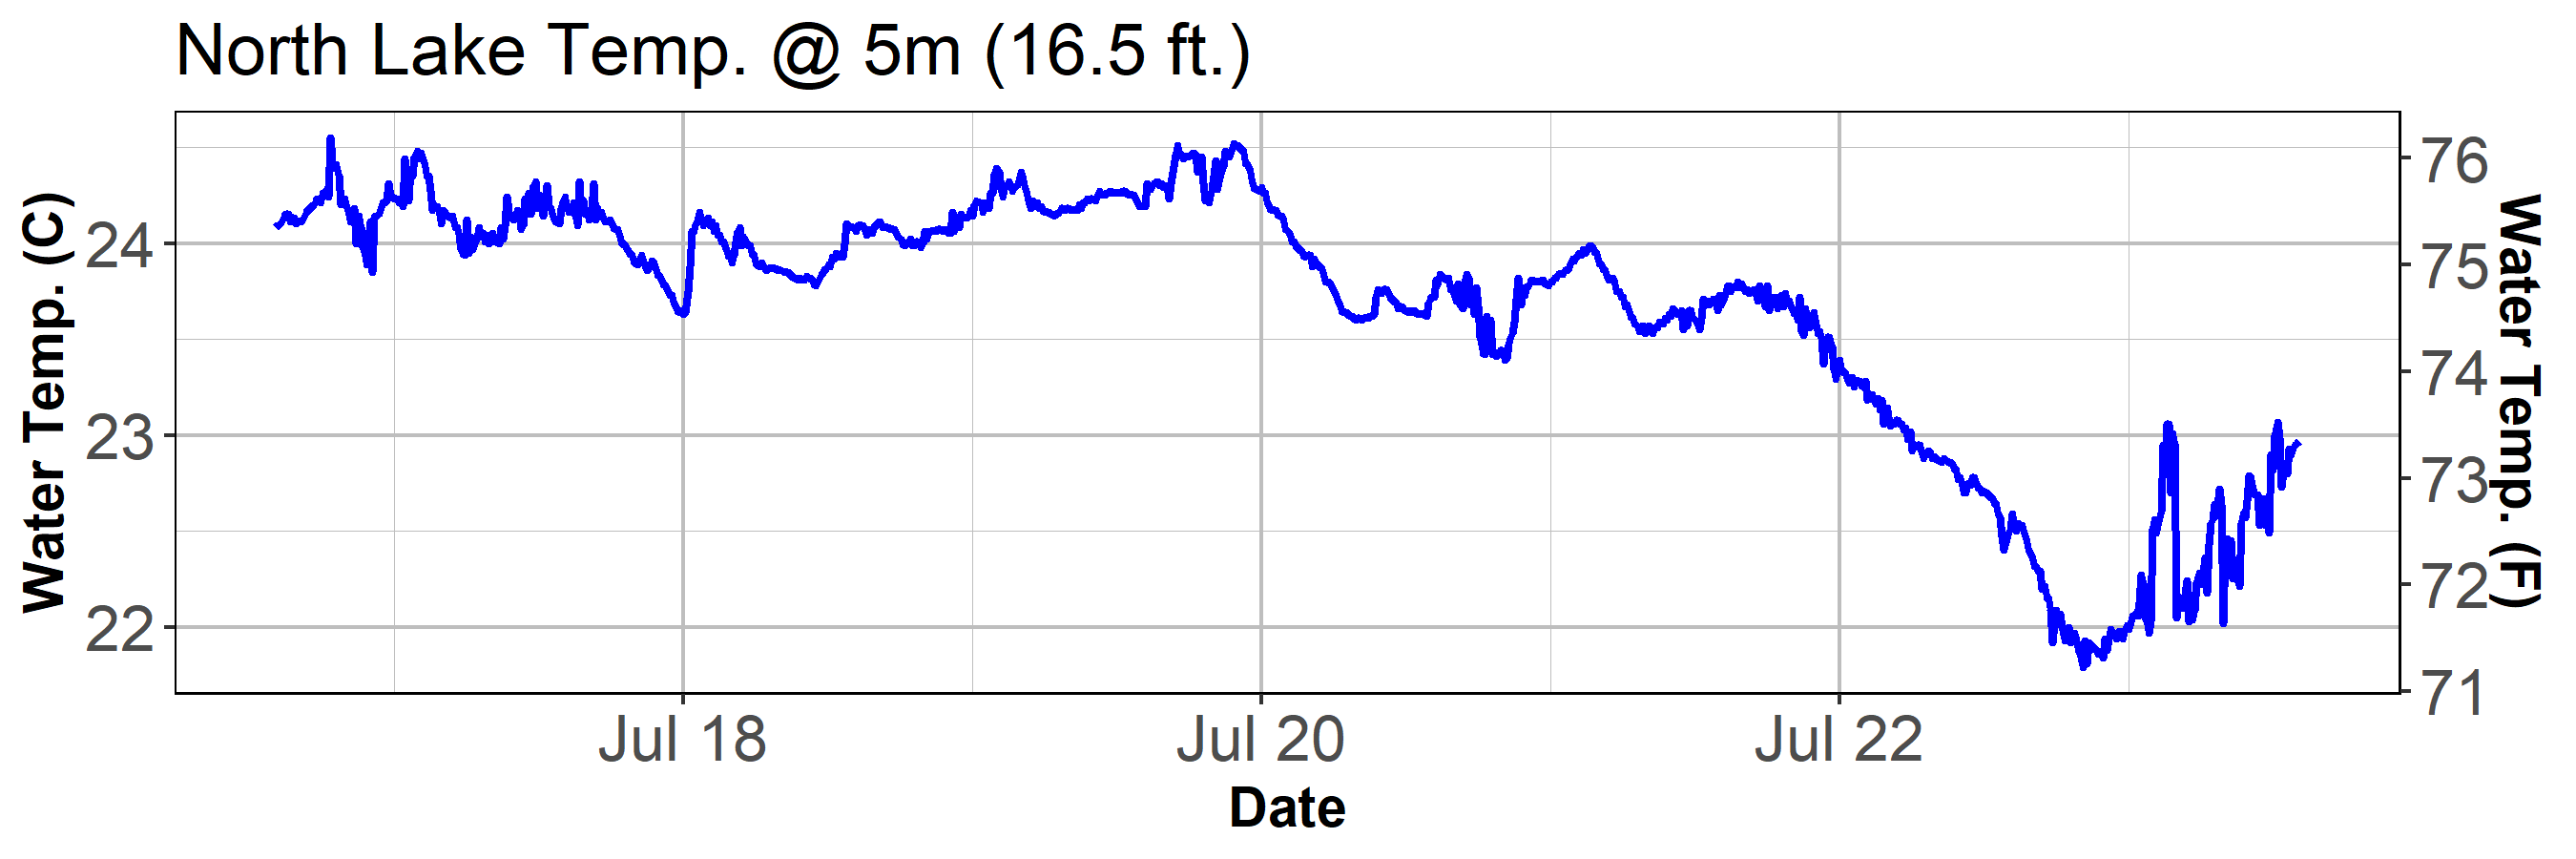 North Lake Temp. @ 5m (16.5 ft.)
Water Temp. (C)
24
23
22
76
75
74
73
72
71
Water Temp. (F)
Jul 18 Jul 20 Jul 22
Date